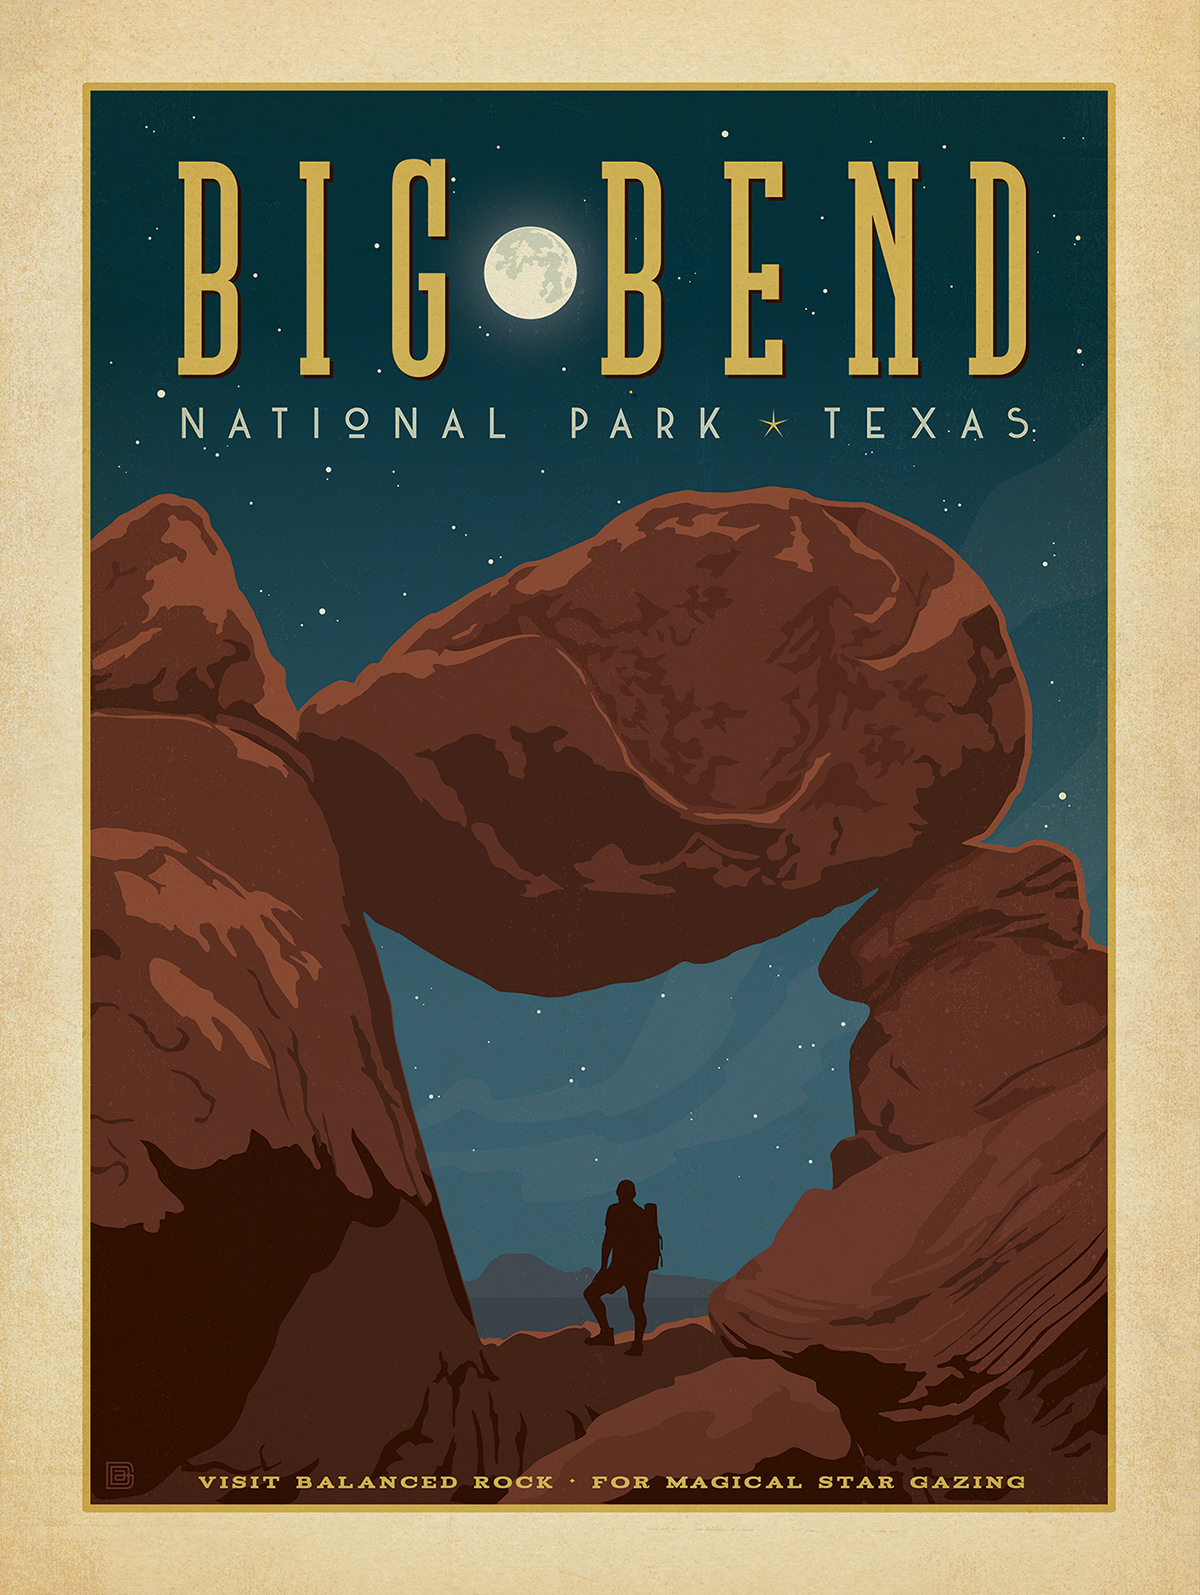 BIG BEND
NATIONAL PARK TEXAS
VISIT BALANCED ROCK · FOR MAGICAL STAR GAZING